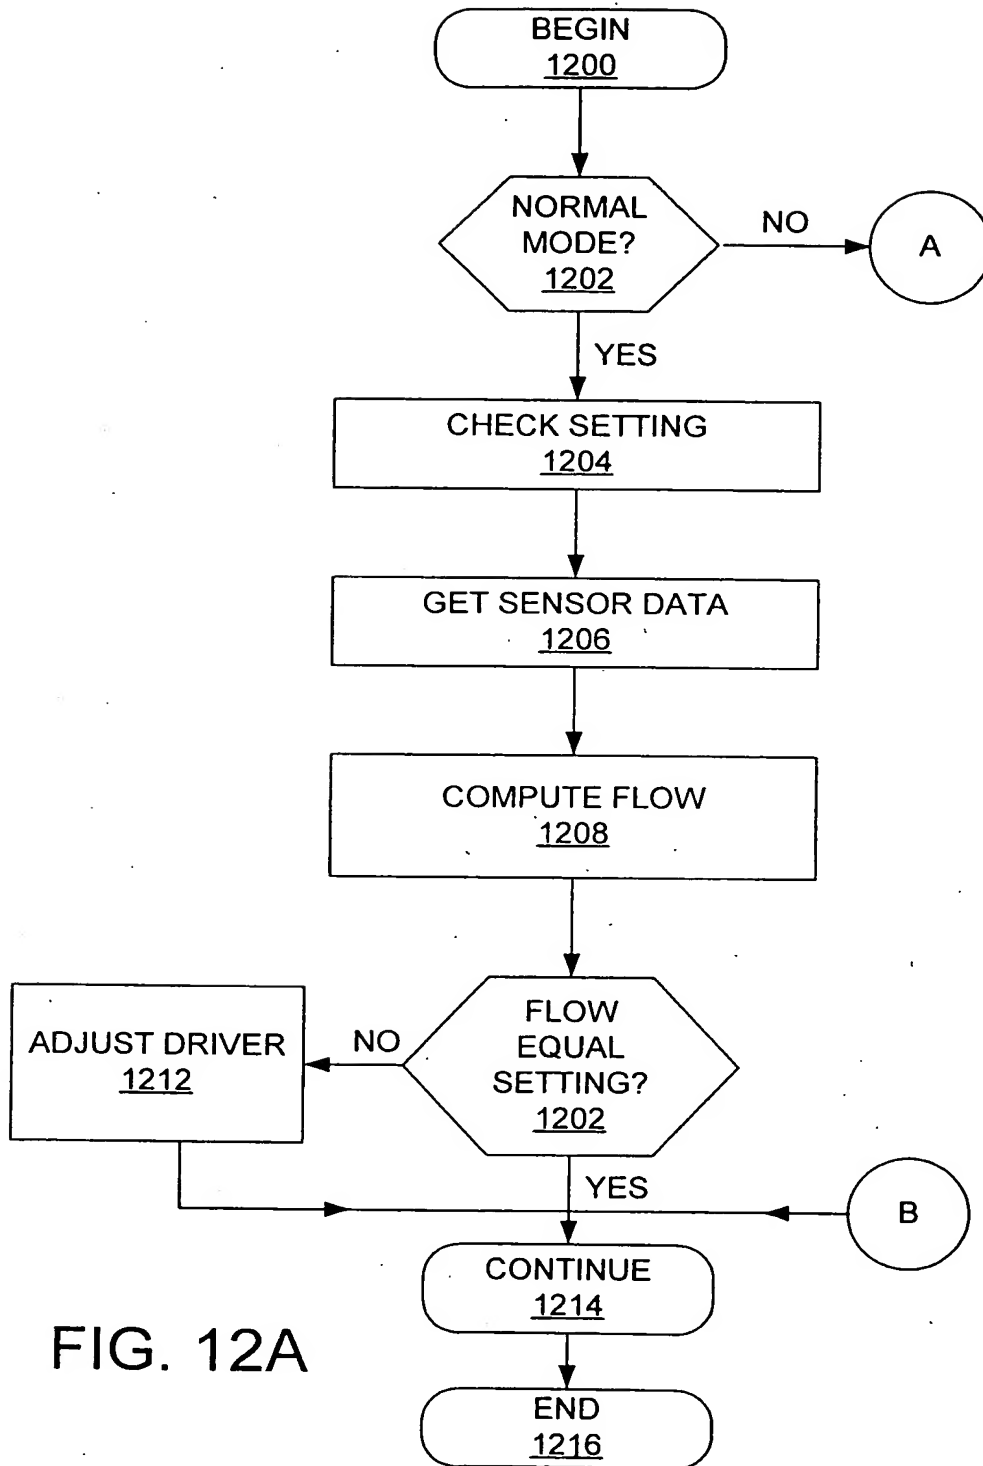 BEGIN
1200
NORMAL
MODE?
1202
NO
A
YES
CHECK SETTING
1204
GET SENSOR DATA
1206
COMPUTE FLOW
1208
FLOW
EQUAL
SETTING?
1202
NO
ADJUST DRIVER
1212
YES
B
CONTINUE
1214
END
1216
FIG. 12A